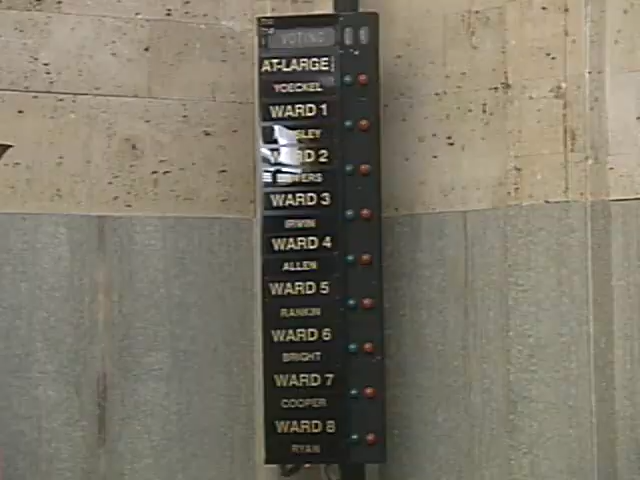 VOTING
AT-LARGE
YOECKEL
WARD 1
WARD 2
WARD 3
IRWIN
WARD 4
ALLEN
WARD 5
RANKIN
WARD 6
BRIGHT
WARD 7
COOPER
WARD 8
RYAN